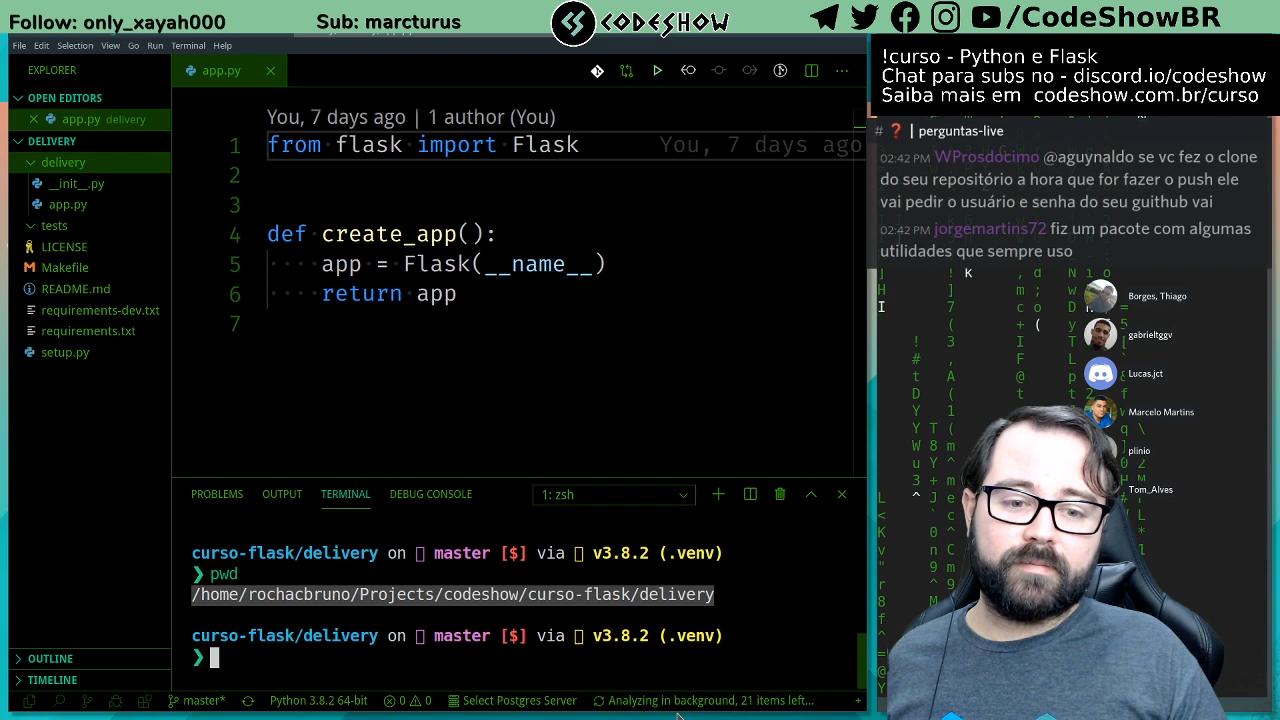 Follow: only_xayah000
Sub: marcturus
CODESHOW
/CodeShowBR
File Edit Selection View Go Run Terminal Help
EXPLORER
OPEN EDITORS
app.py delivery
DELIVERY
delivery
__init__.py
app.py
tests
LICENSE
Makefile
README.md
requirements-dev.txt
requirements.txt
setup.py
OUTLINE
TIMELINE
app.py
You, 7 days ago | 1 author (You)
1 from flask import Flask You, 7 days ago
2
3
4 def create_app():
5 ····app = Flask(__name__)
6 ····return app
7
PROBLEMS OUTPUT TERMINAL DEBUG CONSOLE 1: zsh
curso-flask/delivery on master [$] via v3.8.2 (.venv)
❯ pwd
/home/rochacbruno/Projects/codeshow/curso-flask/delivery
curso-flask/delivery on master [$] via v3.8.2 (.venv)
❯
master* Python 3.8.2 64-bit 0 0 Select Postgres Server Analyzing in background, 21 items left...
!curso - Python e Flask
Chat para subs no - discord.io/codeshow
Saiba mais em codeshow.com.br/curso
# ❓ | perguntas-live
02:42 PM WProsdocimo @aguynaldo se vc fez o clone
do seu repositório a hora que for fazer o push ele
vai pedir o usuário e senha do seu guithub vai
02:42 PM jorgemartins72 fiz um pacote com algumas
utilidades que sempre uso
Borges, Thiago
gabrieltggv
Lucas.jct
Marcelo Martins
plinio
Tom_Alves